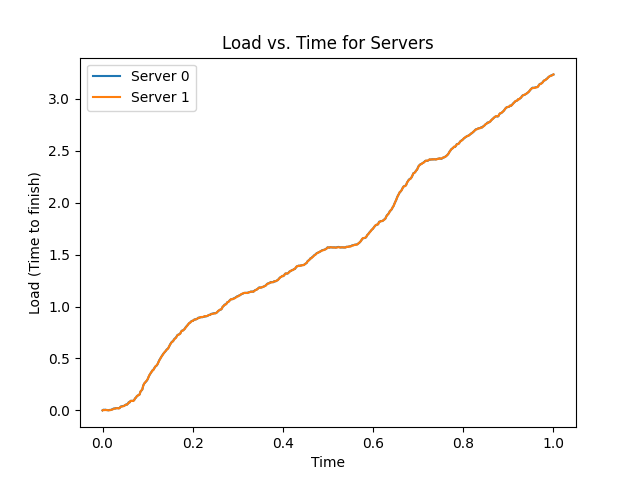 Load vs. Time for Servers
Server 0
Server 1
Load (Time to finish)
3.0
2.5
2.0
1.5
1.0
0.5
0.0
0.0 0.2 0.4 0.6 0.8 1.0
Time